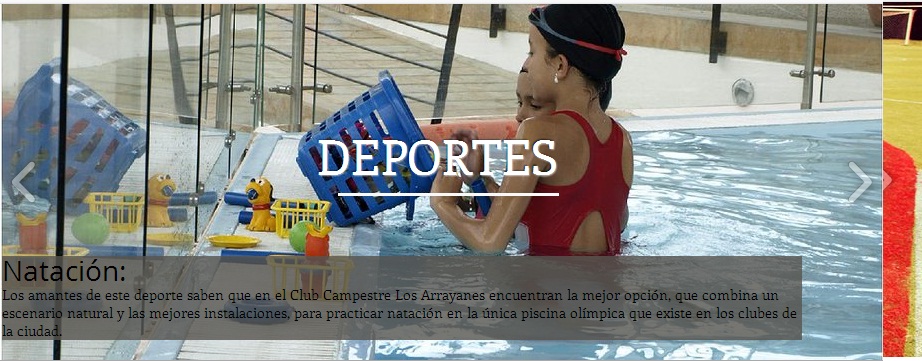 DEPORTES
Natación:
Los amantes de este deporte saben que en el Club Campestre Los Arrayanes encuentran la mejor opción, que combina un
escenario natural y las mejores instalaciones, para practicar natación en la única piscina olímpica que existe en los clubes de
la ciudad.